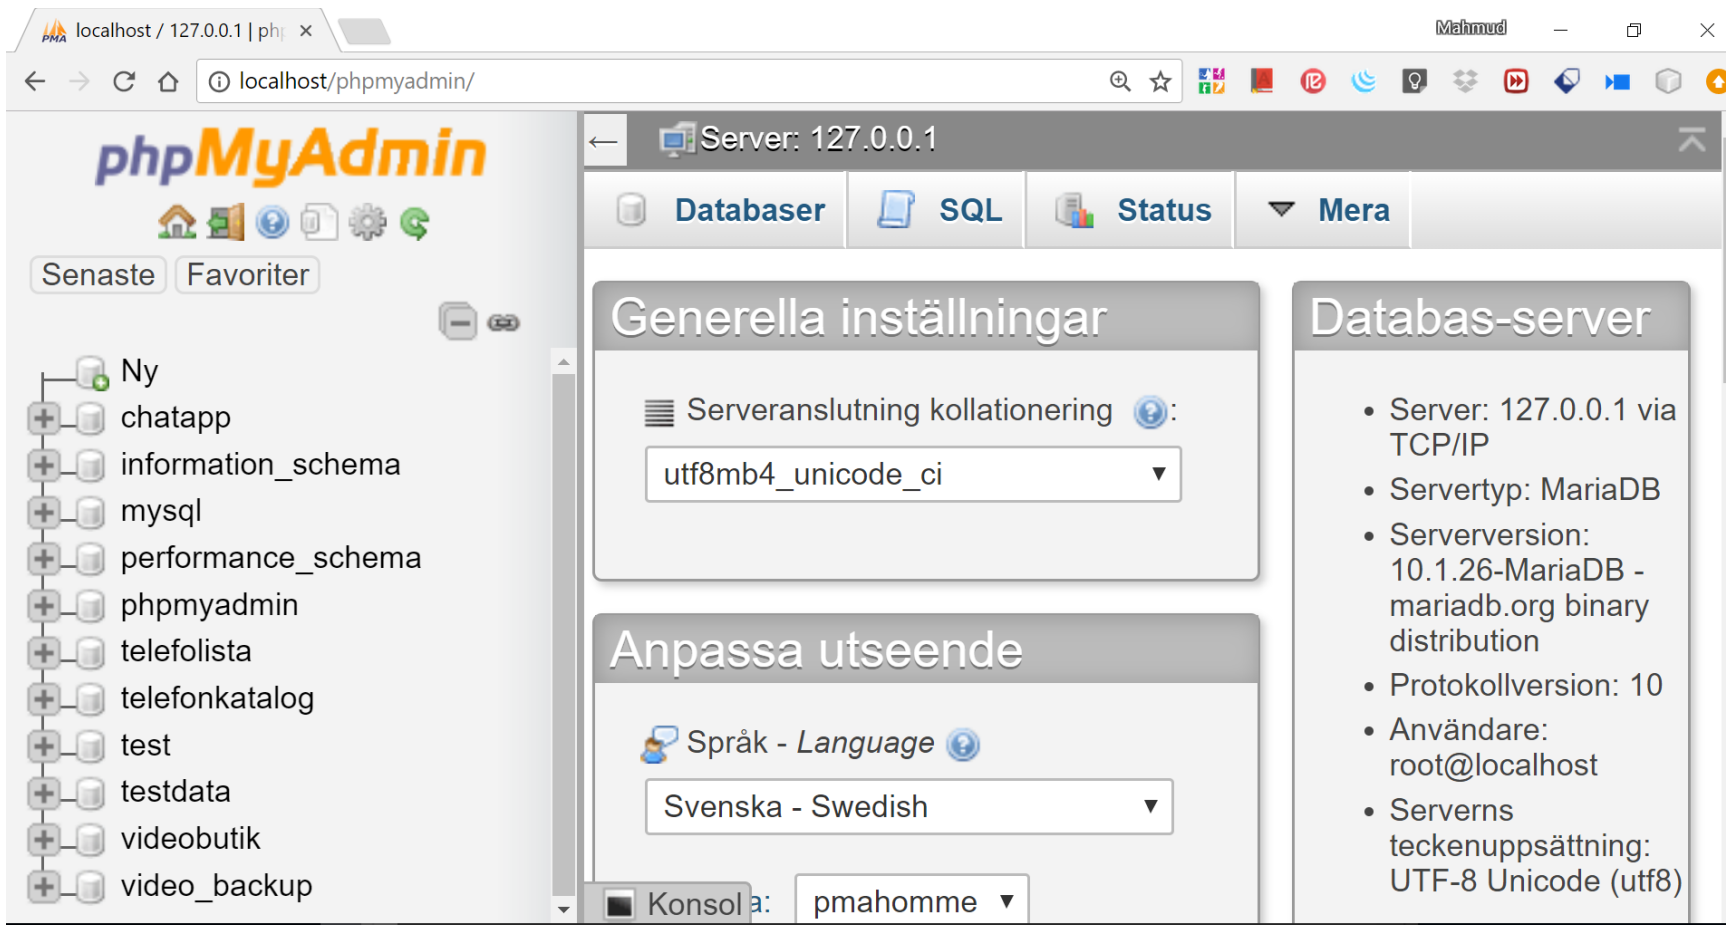 localhost / 127.0.0.1 | php
Mahmud
localhost/phpmyadmin/
phpMyAdmin
Senaste Favoriter
Ny
chatapp
information_schema
mysql
performance_schema
phpmyadmin
telefolista
telefonkatalog
test
testdata
videobutik
video_backup
Server: 127.0.0.1
Databaser SQL Status Mera
Generella inställningar
Serveranslutning kollationering :
utf8mb4_unicode_ci
Anpassa utseende
Språk - Language
Svenska - Swedish
Konsol a: pmahomme
Databas-server
Server: 127.0.0.1 via
TCP/IP
Servertyp: MariaDB
Serverversion:
10.1.26-MariaDB -
mariadb.org binary
distribution
Protokollversion: 10
Användare:
root@localhost
Serverns
teckenuppsättning:
UTF-8 Unicode (utf8)